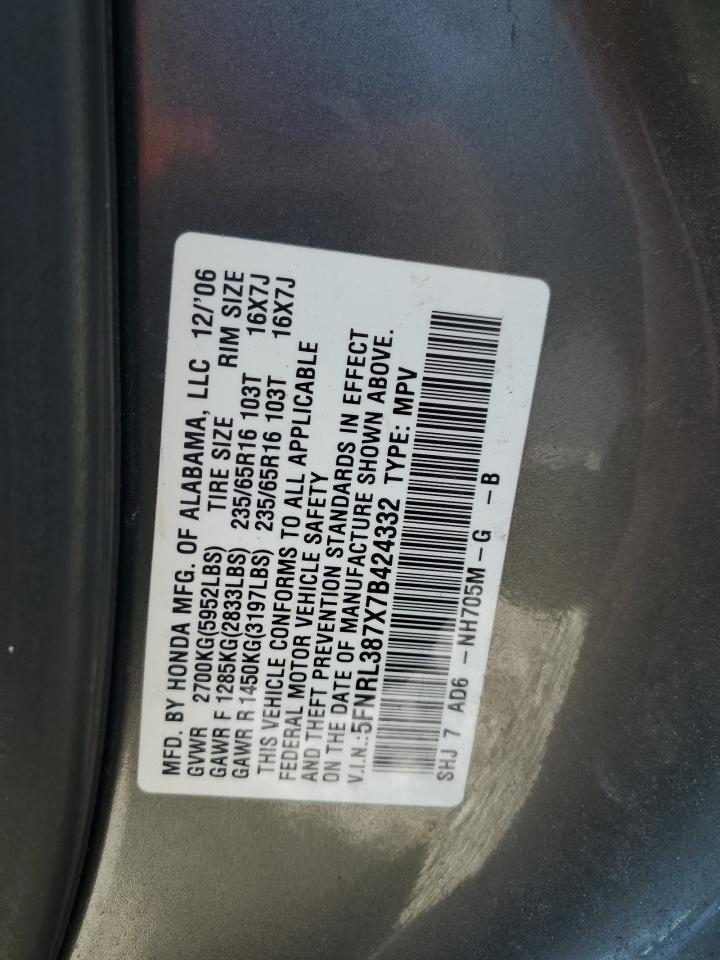 MFD. BY HONDA MFG. OF ALABAMA, LLC 12/'06
GVWR 2700KG(5952LBS) TIRE SIZE RIM SIZE
GAWR F 1285KG(2833LBS) 235/65R16 103T 16X7J
GAWR R 1450KG(3197LBS) 235/65R16 103T 16X7J
THIS VEHICLE CONFORMS TO ALL APPLICABLE
FEDERAL MOTOR VEHICLE SAFETY
AND THEFT PREVENTION STANDARDS IN EFFECT
ON THE DATE OF MANUFACTURE SHOWN ABOVE.
V.I.N.:5FNRL387X7B424332 TYPE: MPV
SHJ 7 AD6 -NH705M-G -B